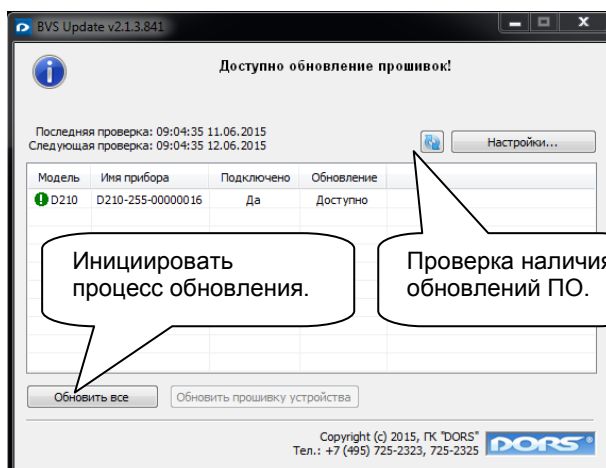 BVS Update v2.1.3.841
Доступно обновление прошивок!
Последняя проверка: 09:04:35 11.06.2015
Следующая проверка: 09:04:35 12.06.2015
Настройки...
Модель Имя прибора Подключено Обновление
D210 D210-255-00000016 Да Доступно
Инициировать
процесс обновления.
Проверка наличия
обновлений ПО.
Обновить все Обновить прошивку устройства
Copyright (c) 2015, ГК "DORS"
Тел.: +7 (495) 725-2323, 725-2325
DORS